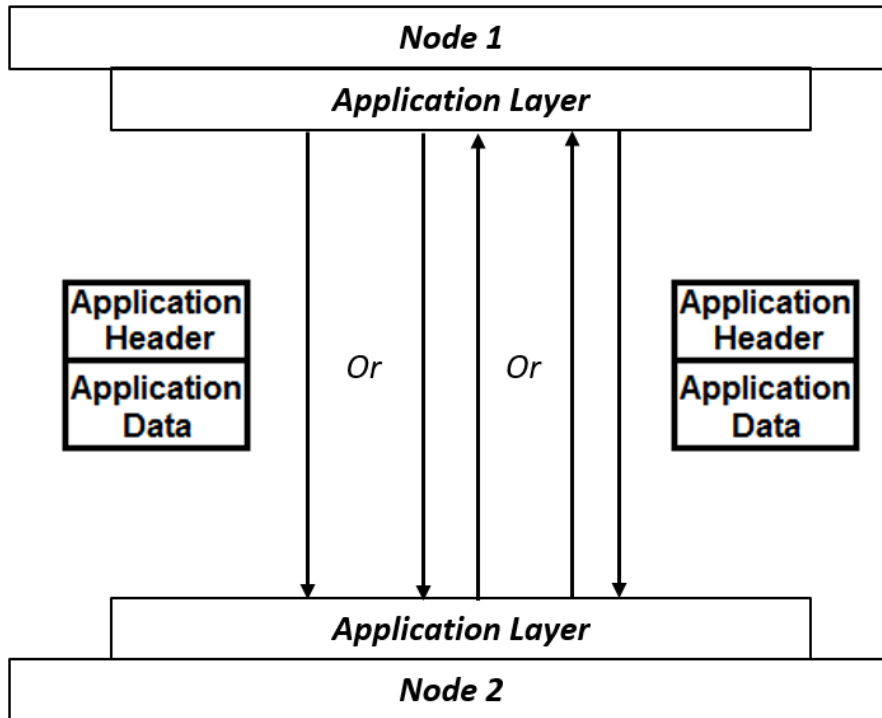 Node 1
Application Layer
Application
Header
Application
Data
Or
Or
Application
Header
Application
Data
Application Layer
Node 2